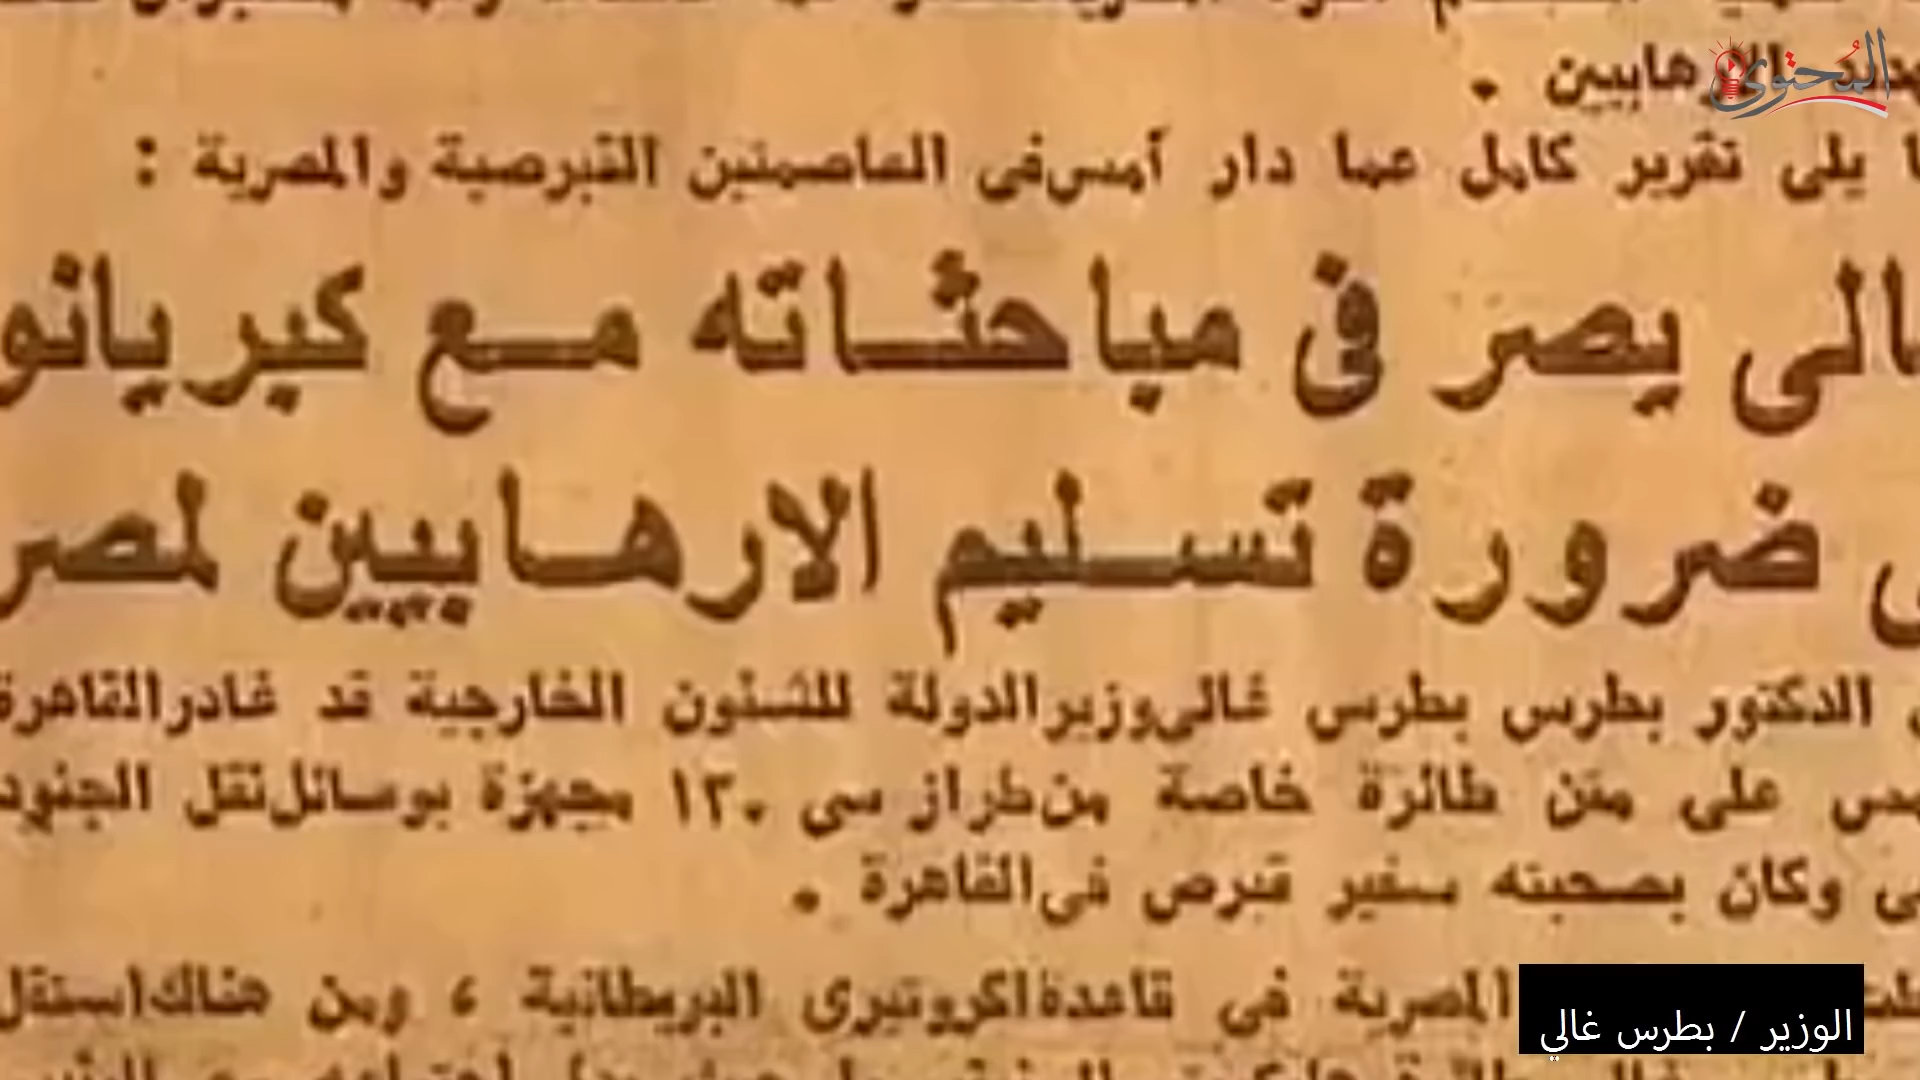 المحتوى
هابيين .
يلى تقرير كامل عما دار أمس فى العاصمتين القبرصية والمصرية :
الى يصر فى مباحثاته مع كبريانو
ضرورة تسليم الارهابيين لمصر
الدكتور بطرس بطرس غالى وزير الدولة للشئون الخارجية قد غادر القاهرة
على متن طائرة خاصة من طراز سى ١٣٠ مجهزة بوسائل نقل الجنود
وكان بصحبته سفير قبرص فى القاهرة .
المصرية فى قاعدة اكروتيرى البريطانية ، ومن هناك استقل
الوزير / بطرس غالي